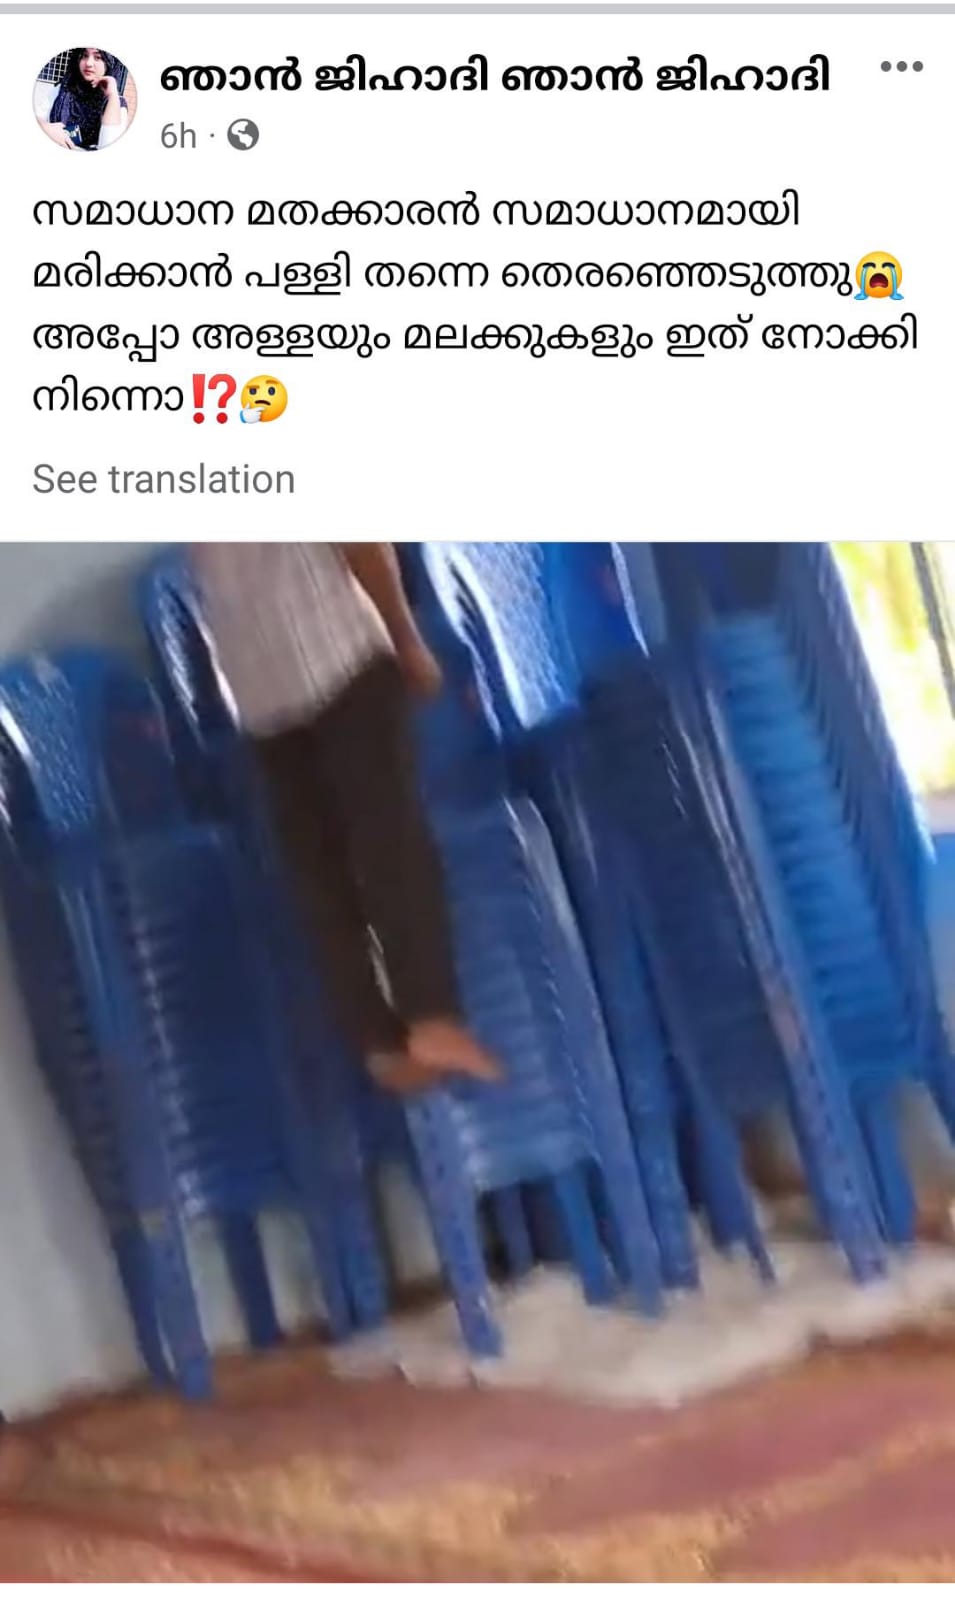 ഞാൻ ജിഹാദി ഞാൻ ജിഹാദി
6h ·
സമാധാന മതക്കാരൻ സമാധാനമായി
മരിക്കാൻ പള്ളി തന്നെ തെരഞ്ഞെടുത്തു😭
അപ്പോ അള്ളയും മലക്കുകളും ഇത് നോക്കി
നിന്നൊ⁉️🤔
See translation